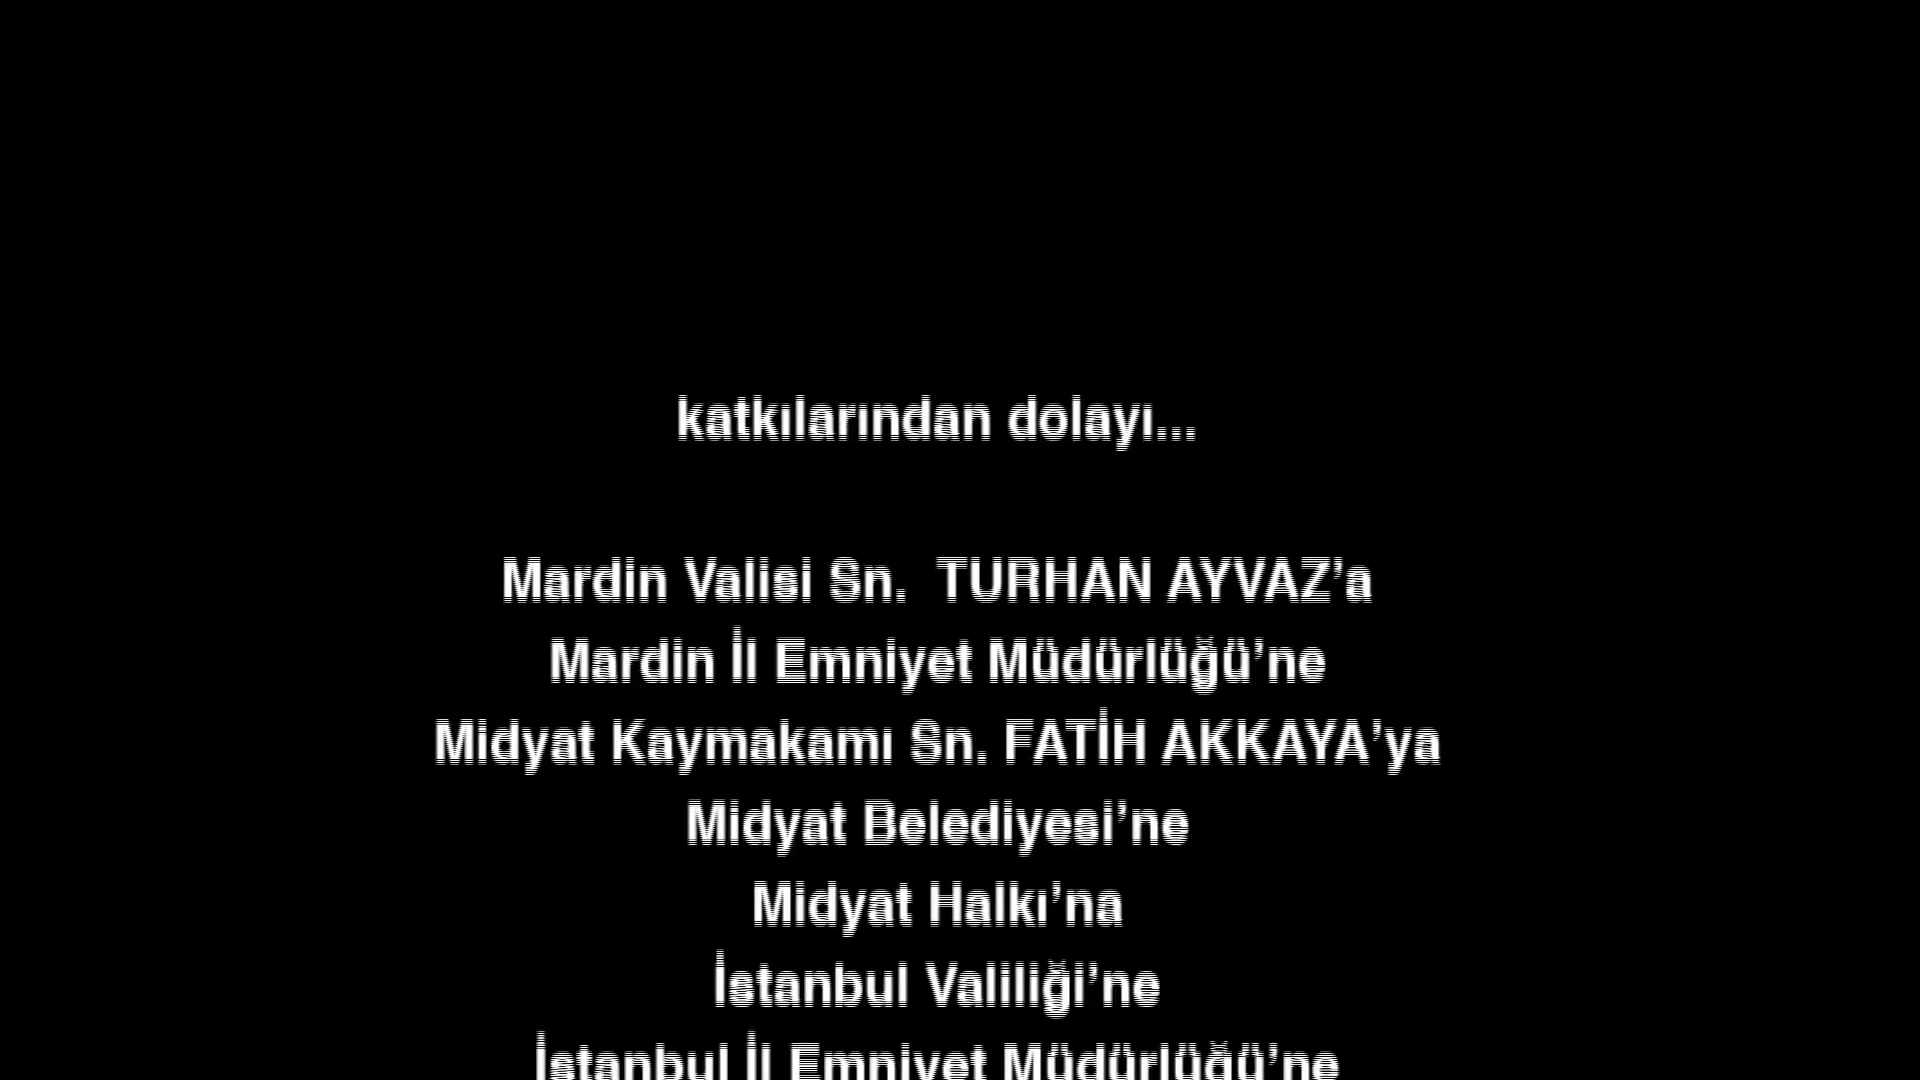 katkılarından dolayı...
Mardin Valisi Sn. TURHAN AYVAZ’a
Mardin İl Emniyet Müdürlüğü’ne
Midyat Kaymakamı Sn. FATİH AKKAYA’ya
Midyat Belediyesi’ne
Midyat Halkı’na
İstanbul Valiliği’ne
İstanbul İl Emniyet Müdürlüğü’ne